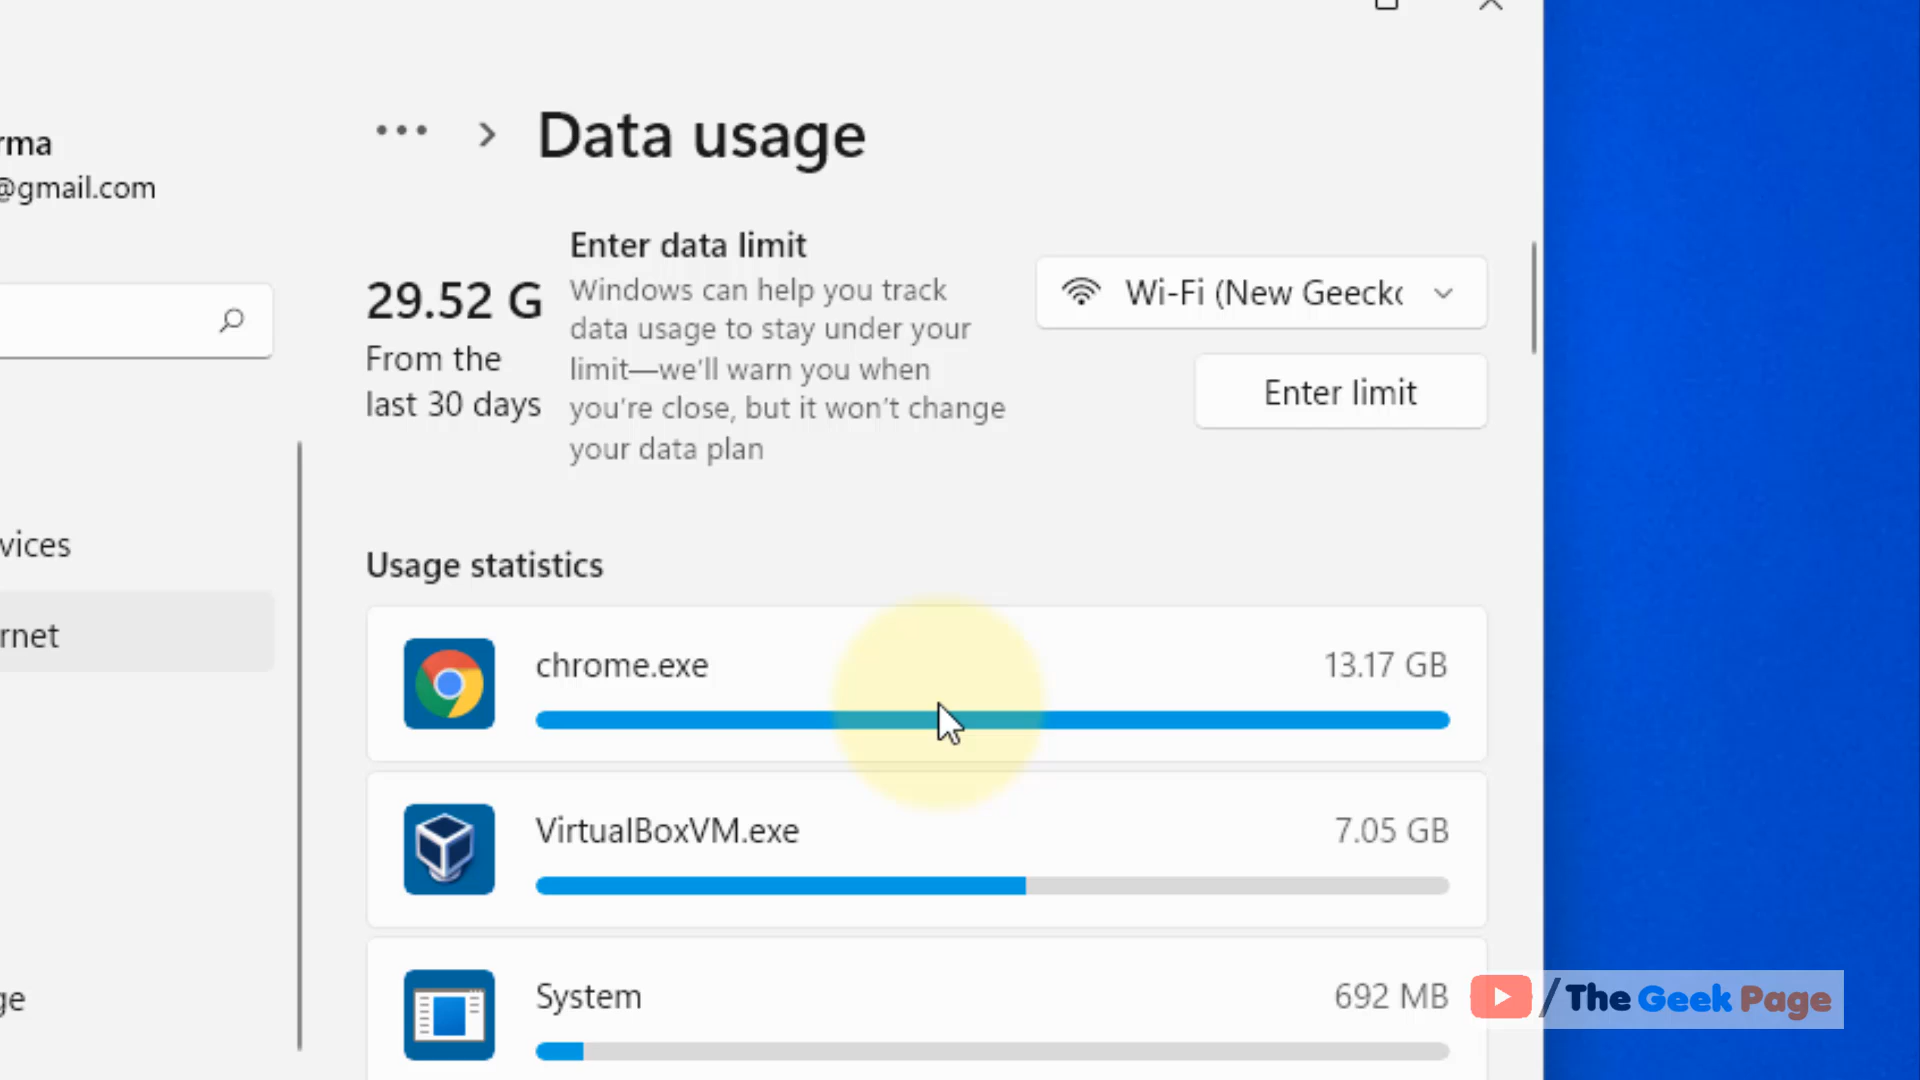 rma
@gmail.com
vices
rnet
ge
Data usage
29.52 G
From the
last 30 days
Enter data limit
Windows can help you track
data usage to stay under your
limit—we'll warn you when
you're close, but it won't change
your data plan
Wi-Fi (New Geeck
Enter limit
Usage statistics
chrome.exe
13.17 GB
VirtualBoxVM.exe
7.05 GB
System
692 MB
/The Geek Page